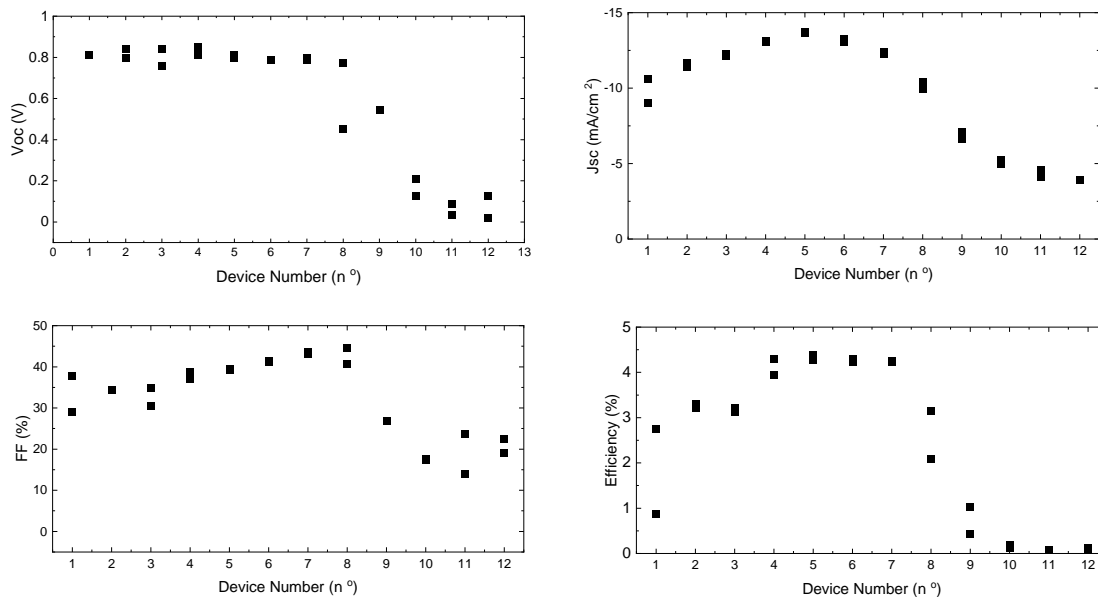 1
0.8
0.6
0.4
0.2
0
Voc (V)
0 1 2 3 4 5 6 7 8 9 10 11 12 13
Device Number (n º)
-15
-10
-5
0
Jsc (mA/cm ²)
1 2 3 4 5 6 7 8 9 10 11 12
Device Number (n º)
50
40
30
20
10
0
FF (%)
1 2 3 4 5 6 7 8 9 10 11 12
Device Number (n º)
5
4
3
2
1
0
Efficiency (%)
1 2 3 4 5 6 7 8 9 10 11 12
Device Number (n º)